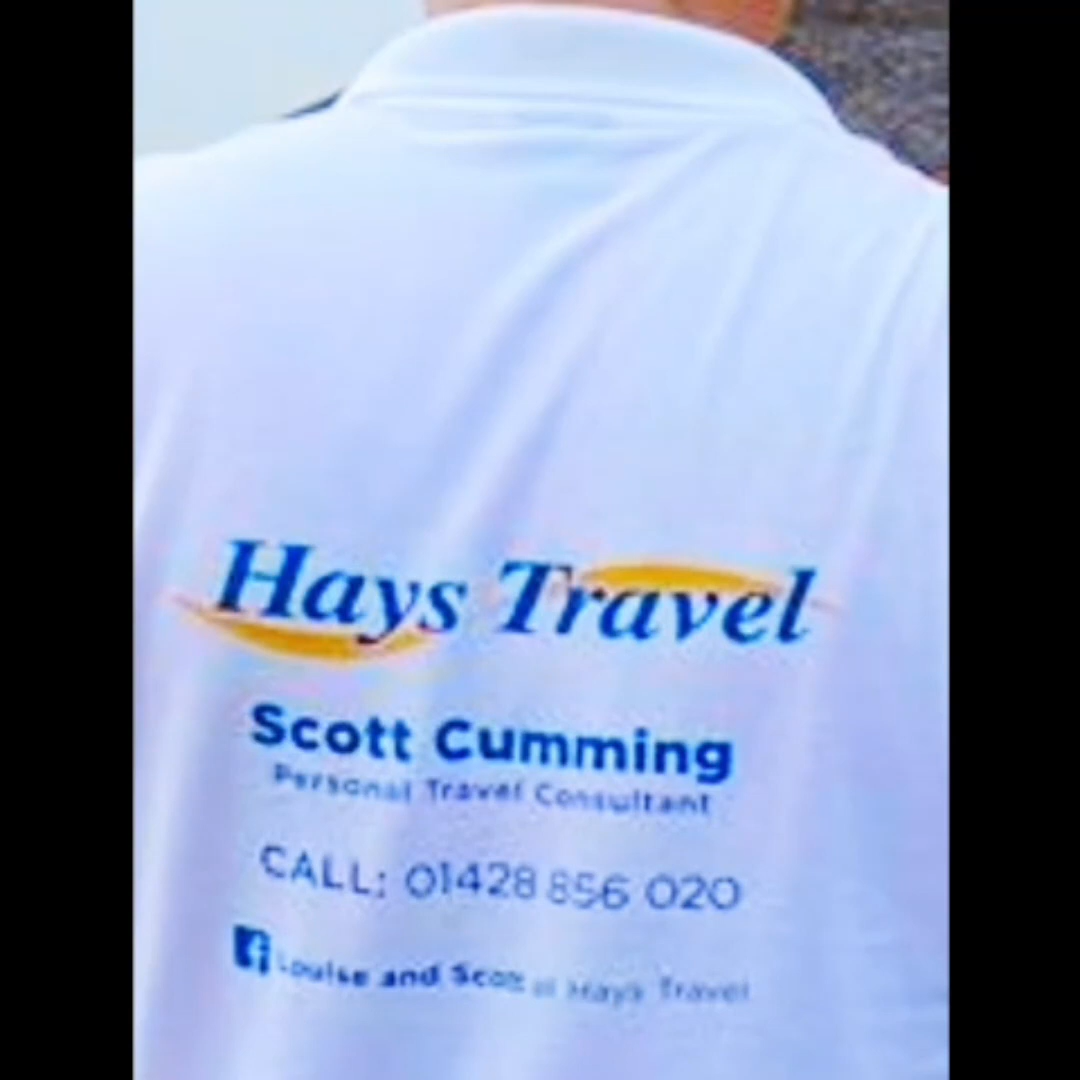 Hays Travel
Scott Cumming
Personal Travel Consultant
CALL: 01428 856 020
Louise and Scott at Hays Travel